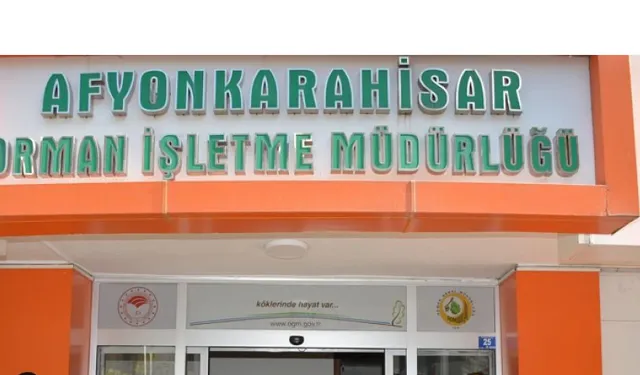 AFYONKARAHİSAR
ORMAN İŞLETME MÜDÜRLÜĞÜ
köklerinde hayat var...
www.ogm.gov.tr
25